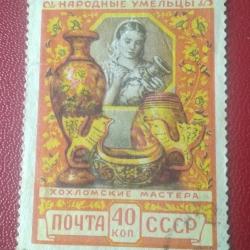 НАРОДНЫЕ УМЕЛЬЦЫ
ХОХЛОМСКИЕ МАСТЕРА
ПОЧТА 40 КОП. СССР